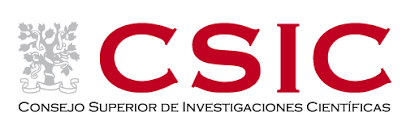 CSIC
CONSEJO SUPERIOR DE INVESTIGACIONES CIENTÍFICAS